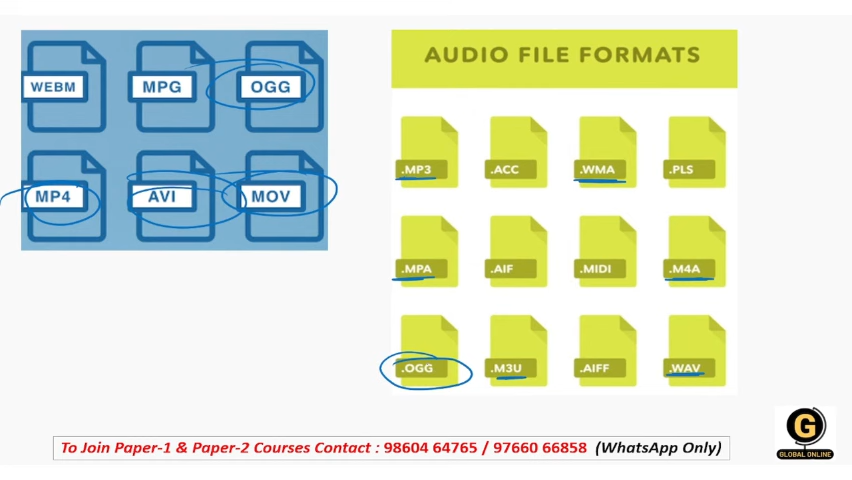 WEBM MPG OGG
MP4 AVI MOV
AUDIO FILE FORMATS
.MP3 .ACC .WMA .PLS
.MPA .AIF .MIDI .M4A
.OGG .M3U .AIFF .WAV
G
GLOBAL ONLINE
To Join Paper-1 & Paper-2 Courses Contact : 98604 64765 / 97660 66858 (WhatsApp Only)